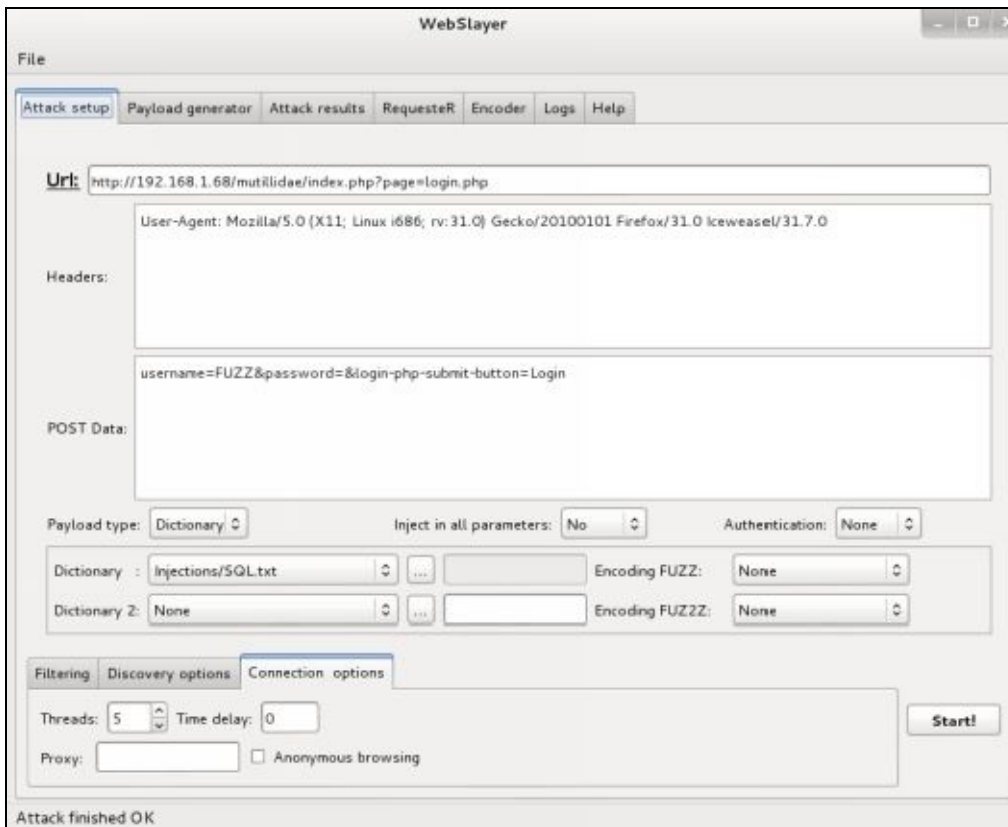 WebSlayer
File
Attack setup Payload generator Attack results RequesteR Encoder Logs Help
Url: http://192.168.1.68/mutillidae/index.php?page=login.php
User-Agent: Mozilla/5.0 (X11; Linux i686; rv:31.0) Gecko/20100101 Firefox/31.0 Iceweasel/31.7.0
Headers:
username=FUZZ&password=&login-php-submit-button=Login
POST Data:
Payload type: Dictionary Inject in all parameters: No Authentication: None
Dictionary : Injections/SQL.txt ... Encoding FUZZ: None
Dictionary 2: None ... Encoding FUZ2Z: None
Filtering Discovery options Connection options
Threads: 5 Time delay: 0
Start!
Proxy: Anonymous browsing
Attack finished OK